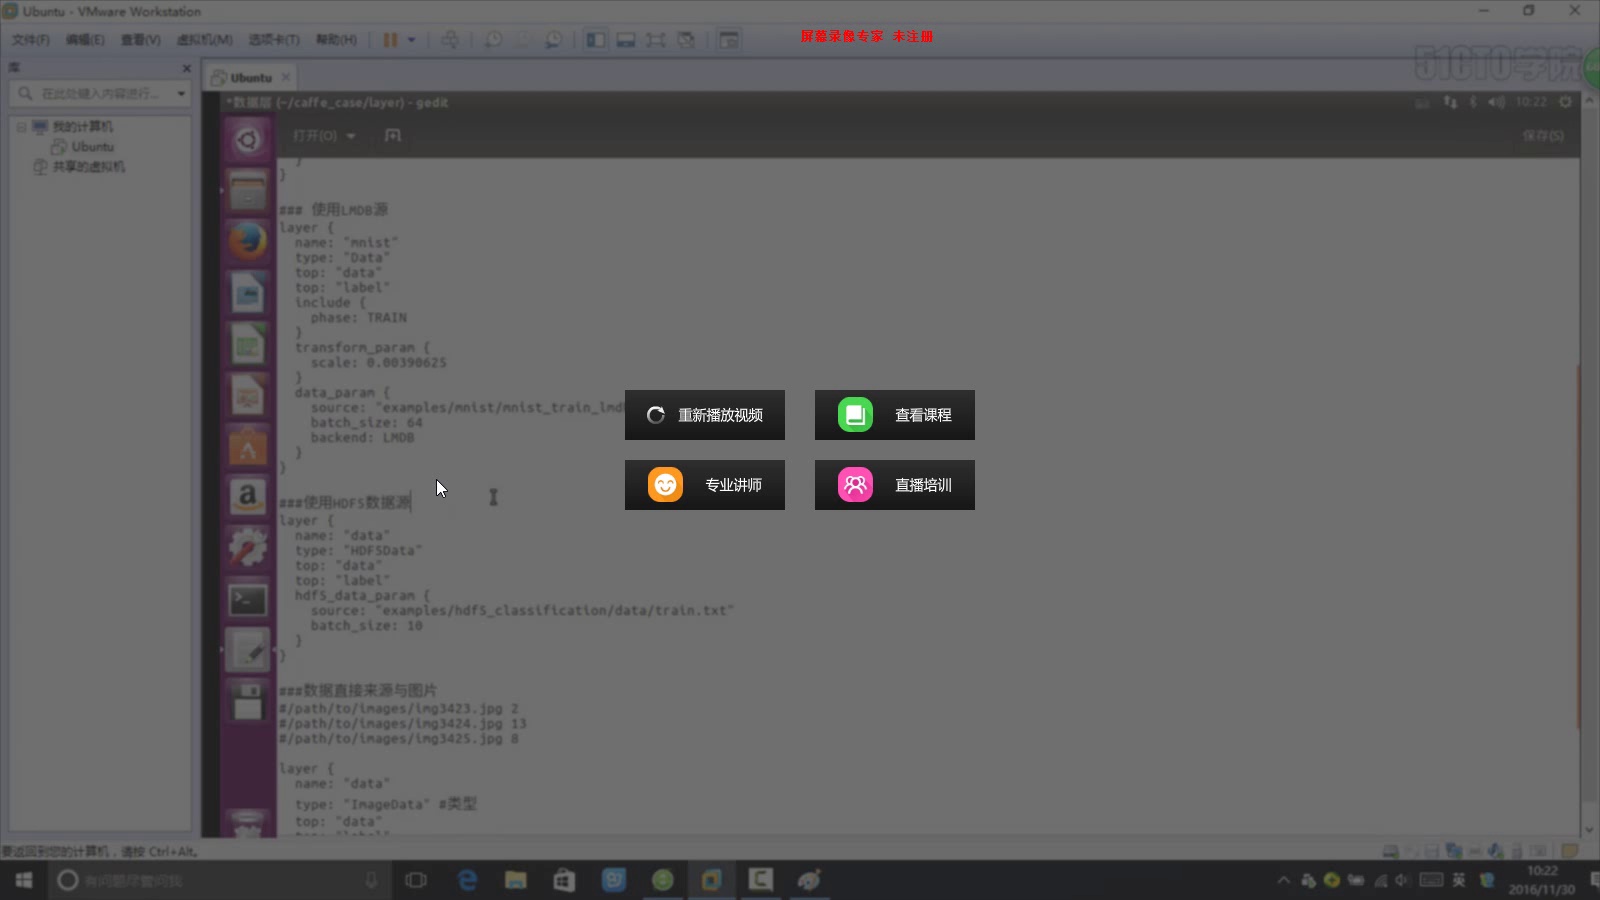 Ubuntu - VMware Workstation
文件(F) 编辑(E) 查看(V) 虚拟机(M) 选项卡(T) 帮助(H)
屏幕录像专家 未注册
51CTO学院
库
在此处键入内容进行...
我的计算机
Ubuntu
共享的虚拟机
Ubuntu
*数据层 (~/caffe_case/layer) - gedit
10:22
打开(O)
保存(S)
}
}
### 使用LMDB源
layer {
name: "mnist"
type: "Data"
top: "data"
top: "label"
include {
phase: TRAIN
}
transform_param {
scale: 0.00390625
}
data_param {
source: "examples/mnist/mnist_train_lmd
batch_size: 64
backend: LMDB
}
}
###使用HDF5数据源
layer {
name: "data"
type: "HDF5Data"
top: "data"
top: "label"
hdf5_data_param {
source: "examples/hdf5_classification/data/train.txt"
batch_size: 10
}
}
###数据直接来源与图片
#/path/to/images/img3423.jpg 2
#/path/to/images/img3424.jpg 13
#/path/to/images/img3425.jpg 8
layer {
name: "data"
type: "ImageData" #类型
top: "data"
重新播放视频
查看课程
专业讲师
直播培训
要返回到您的计算机，请按 Ctrl+Alt。
有问题尽管问我
英
10:22
2016/11/30